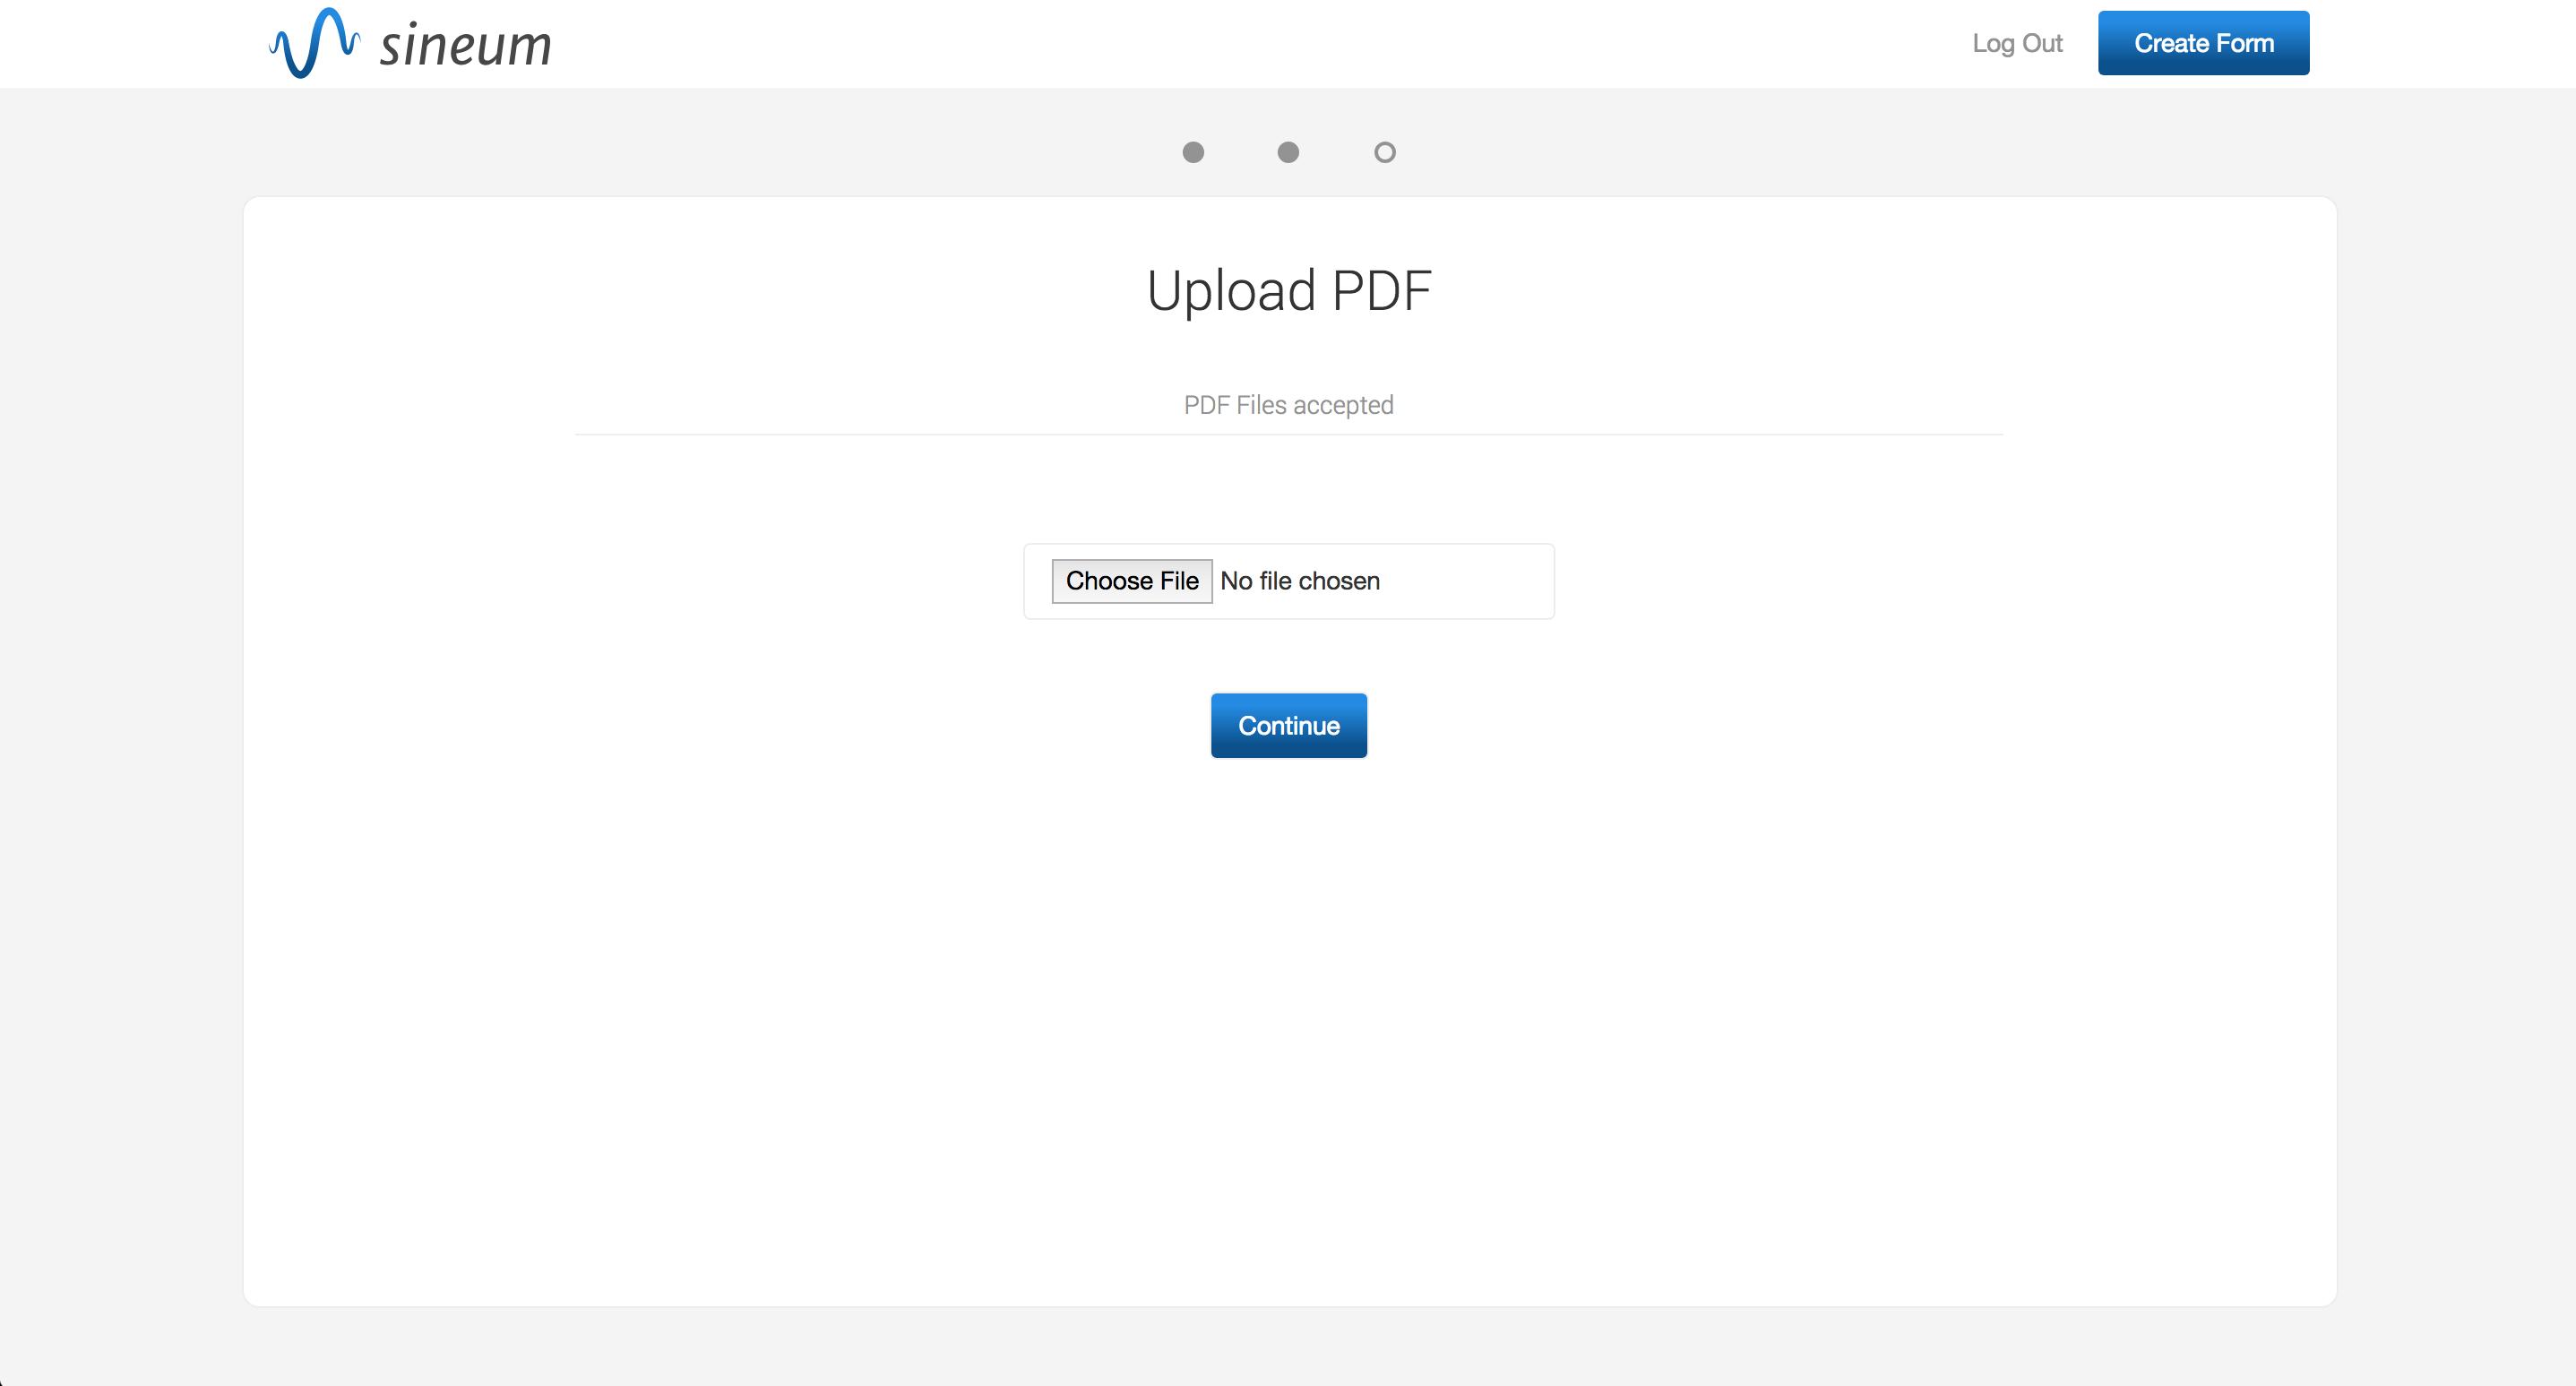 sineum
Log Out
Create Form
Upload PDF
PDF Files accepted
Choose File No file chosen
Continue